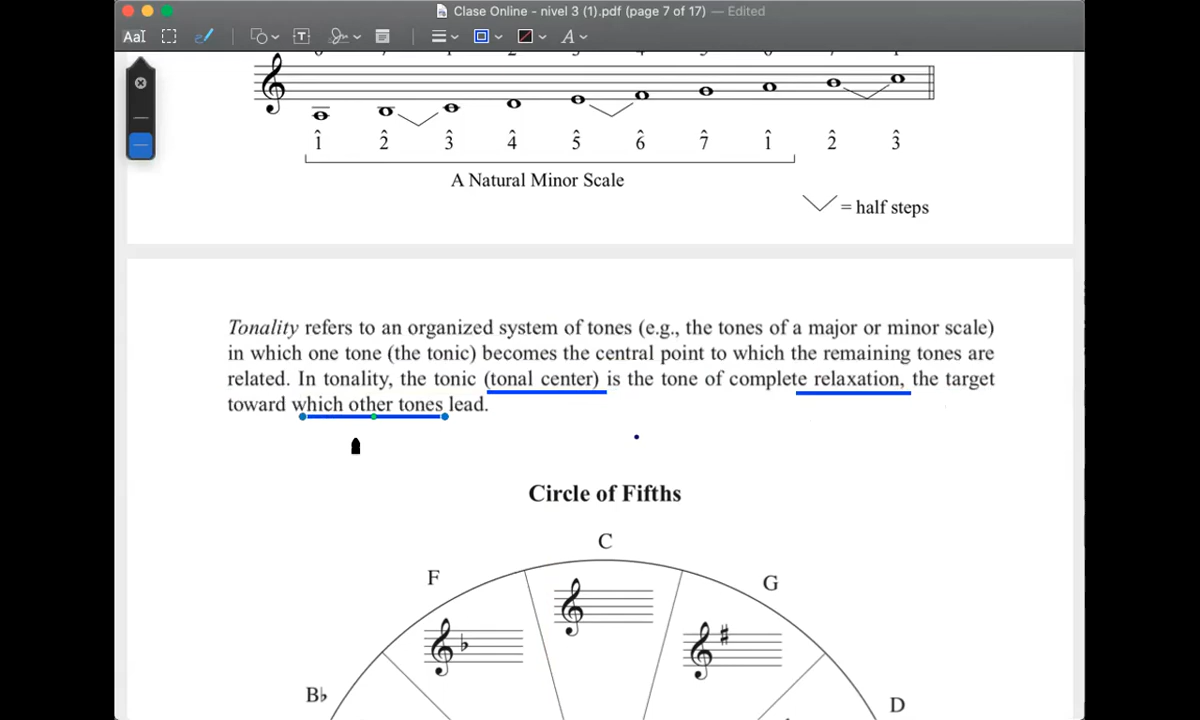 Clase Online - nivel 3 (1).pdf (page 7 of 17) — Edited
AaI T A
1̂ 2̂ 3̂ 4̂ 5̂ 6̂ 7̂ 1̂ 2̂ 3̂
A Natural Minor Scale
= half steps
Tonality refers to an organized system of tones (e.g., the tones of a major or minor scale)
in which one tone (the tonic) becomes the central point to which the remaining tones are
related. In tonality, the tonic (tonal center) is the tone of complete relaxation, the target
toward which other tones lead.
Circle of Fifths
C
F
G
B♭
D